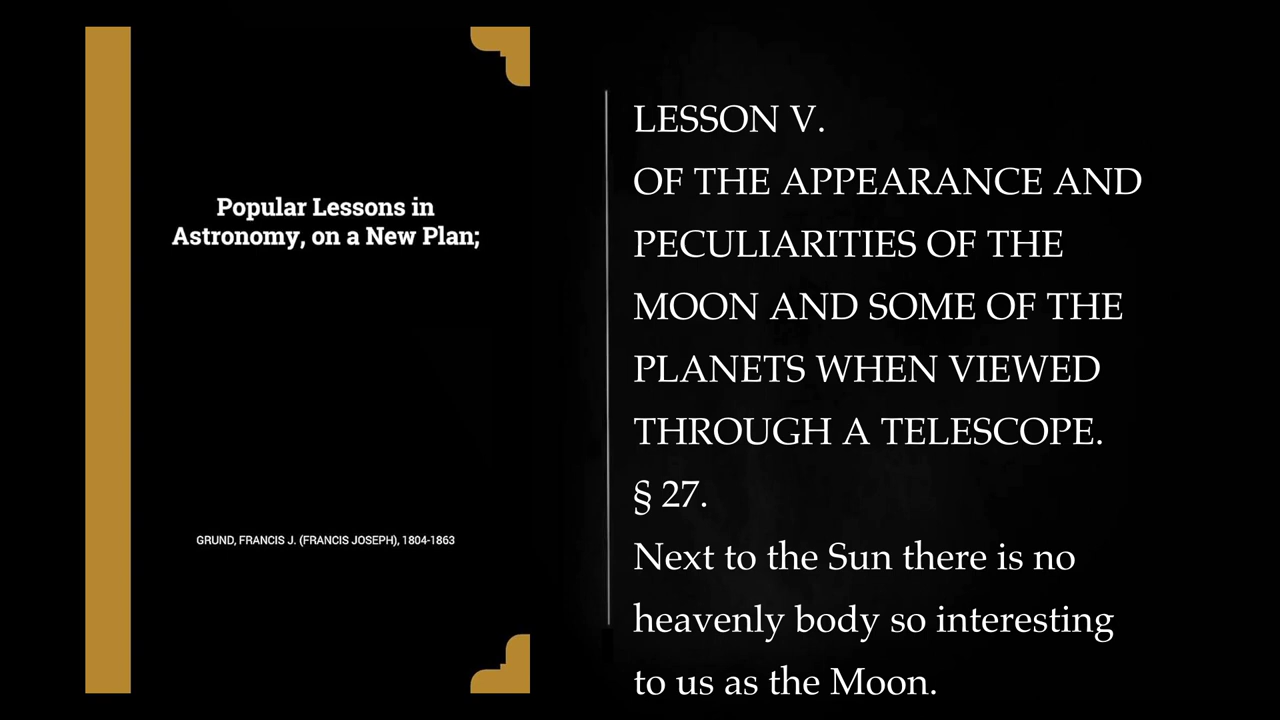 Popular Lessons in
Astronomy, on a New Plan;
GRUND, FRANCIS J. (FRANCIS JOSEPH), 1804-1863
LESSON V.
OF THE APPEARANCE AND
PECULIARITIES OF THE
MOON AND SOME OF THE
PLANETS WHEN VIEWED
THROUGH A TELESCOPE.
§ 27.
Next to the Sun there is no
heavenly body so interesting
to us as the Moon.